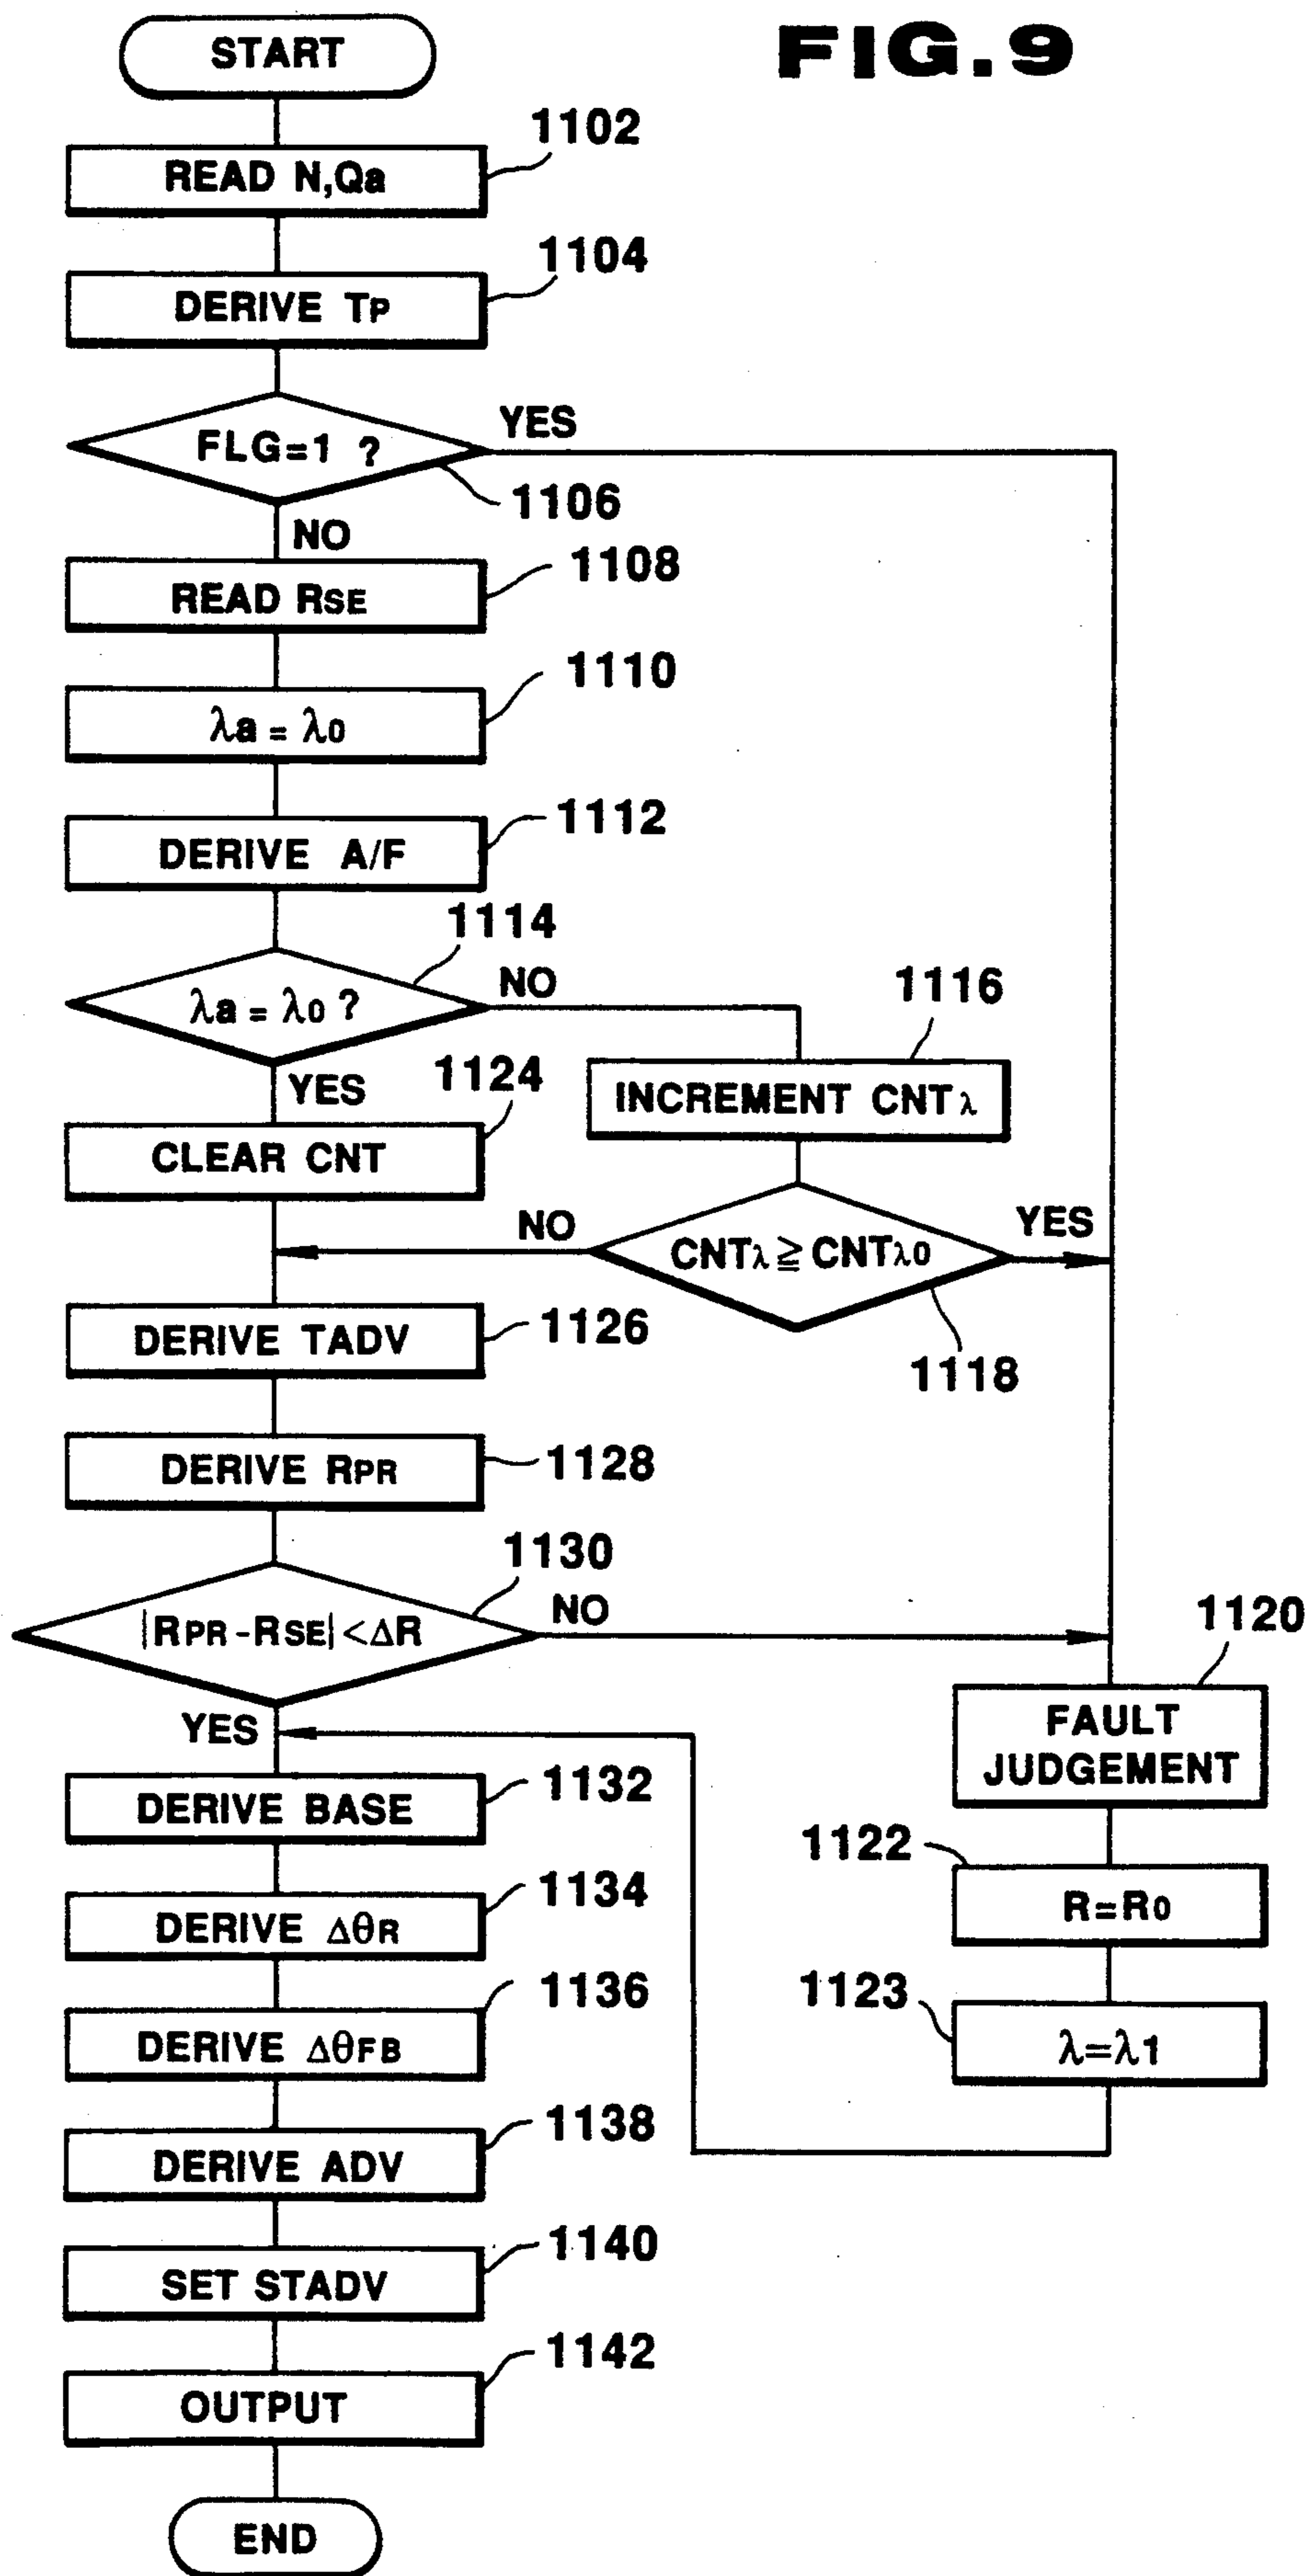 FIG. 9
START
1102
READ N,Qa
1104
DERIVE TP
FLG=1 ?
YES
1106
NO
1108
READ RSE
1110
λa = λ0
1112
DERIVE A/F
1114
λa = λ0 ?
NO
1116
INCREMENT CNTλ
YES
1124
CLEAR CNT
NO
CNTλ ≧ CNTλ0
YES
1118
DERIVE TADV
1126
DERIVE RPR
1128
1130
|RPR-RSE|<ΔR
NO
1120
FAULT
JUDGEMENT
YES
1132
DERIVE BASE
1122
R=R0
1134
DERIVE ΔθR
1123
λ=λ1
1136
DERIVE ΔθFB
1138
DERIVE ADV
1140
SET STADV
1142
OUTPUT
END